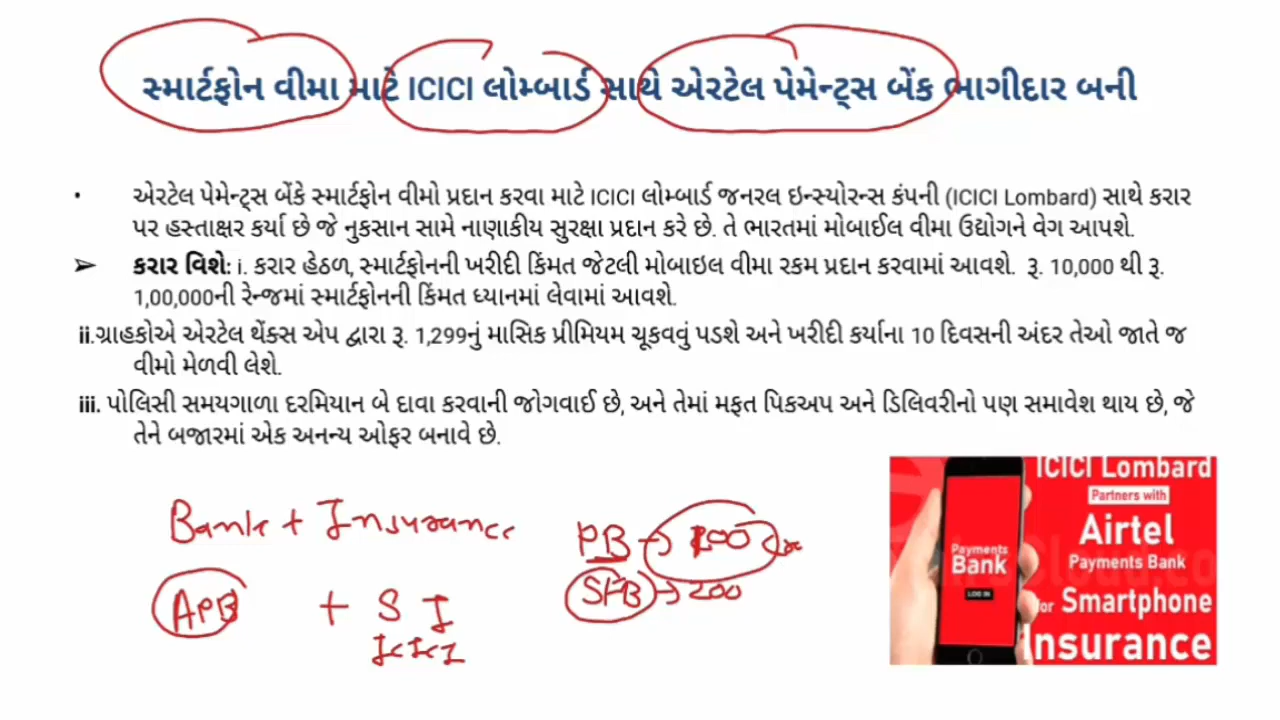 સ્માર્ટફોન વીમા માટે ICICI લોમ્બાર્ડ સાથે એરટેલ પેમેન્ટ્સ બેંક ભાગીદાર બની
• એરટેલ પેમેન્ટ્સ બેંકે સ્માર્ટફોન વીમો પ્રદાન કરવા માટે ICICI લોમ્બાર્ડ જનરલ ઇન્સ્યોરન્સ કંપની (ICICI Lombard) સાથે કરાર
પર હસ્તાક્ષર કર્યા છે જે નુકસાન સામે નાણાકીય સુરક્ષા પ્રદાન કરે છે. તે ભારતમાં મોબાઈલ વીમા ઉદ્યોગને વેગ આપશે.
➢ કરાર વિશે: i. કરાર હેઠળ, સ્માર્ટફોનની ખરીદી કિંમત જેટલી મોબાઇલ વીમા રકમ પ્રદાન કરવામાં આવશે. રૂ. 10,000 થી રૂ.
1,00,000ની રેન્જમાં સ્માર્ટફોનની કિંમત ધ્યાનમાં લેવામાં આવશે.
ii.ગ્રાહકોએ એરટેલ થેંક્સ એપ દ્વારા રૂ. 1,299નું માસિક પ્રીમિયમ ચૂકવવું પડશે અને ખરીદી કર્યાના 10 દિવસની અંદર તેઓ જાતે જ
વીમો મેળવી લેશે.
iii. પોલિસી સમયગાળા દરમિયાન બે દાવા કરવાની જોગવાઈ છે, અને તેમાં મફત પિકઅપ અને ડિલિવરીનો પણ સમાવેશ થાય છે, જે
તેને બજારમાં એક અનન્ય ઓફર બનાવે છે.
Bank + Insurance
APB + S I
ICICI
PB → 100
SFB → 200
Payments
Bank
LOG IN
ICICI Lombard
Partners with
Airtel
Payments Bank
for Smartphone
Insurance